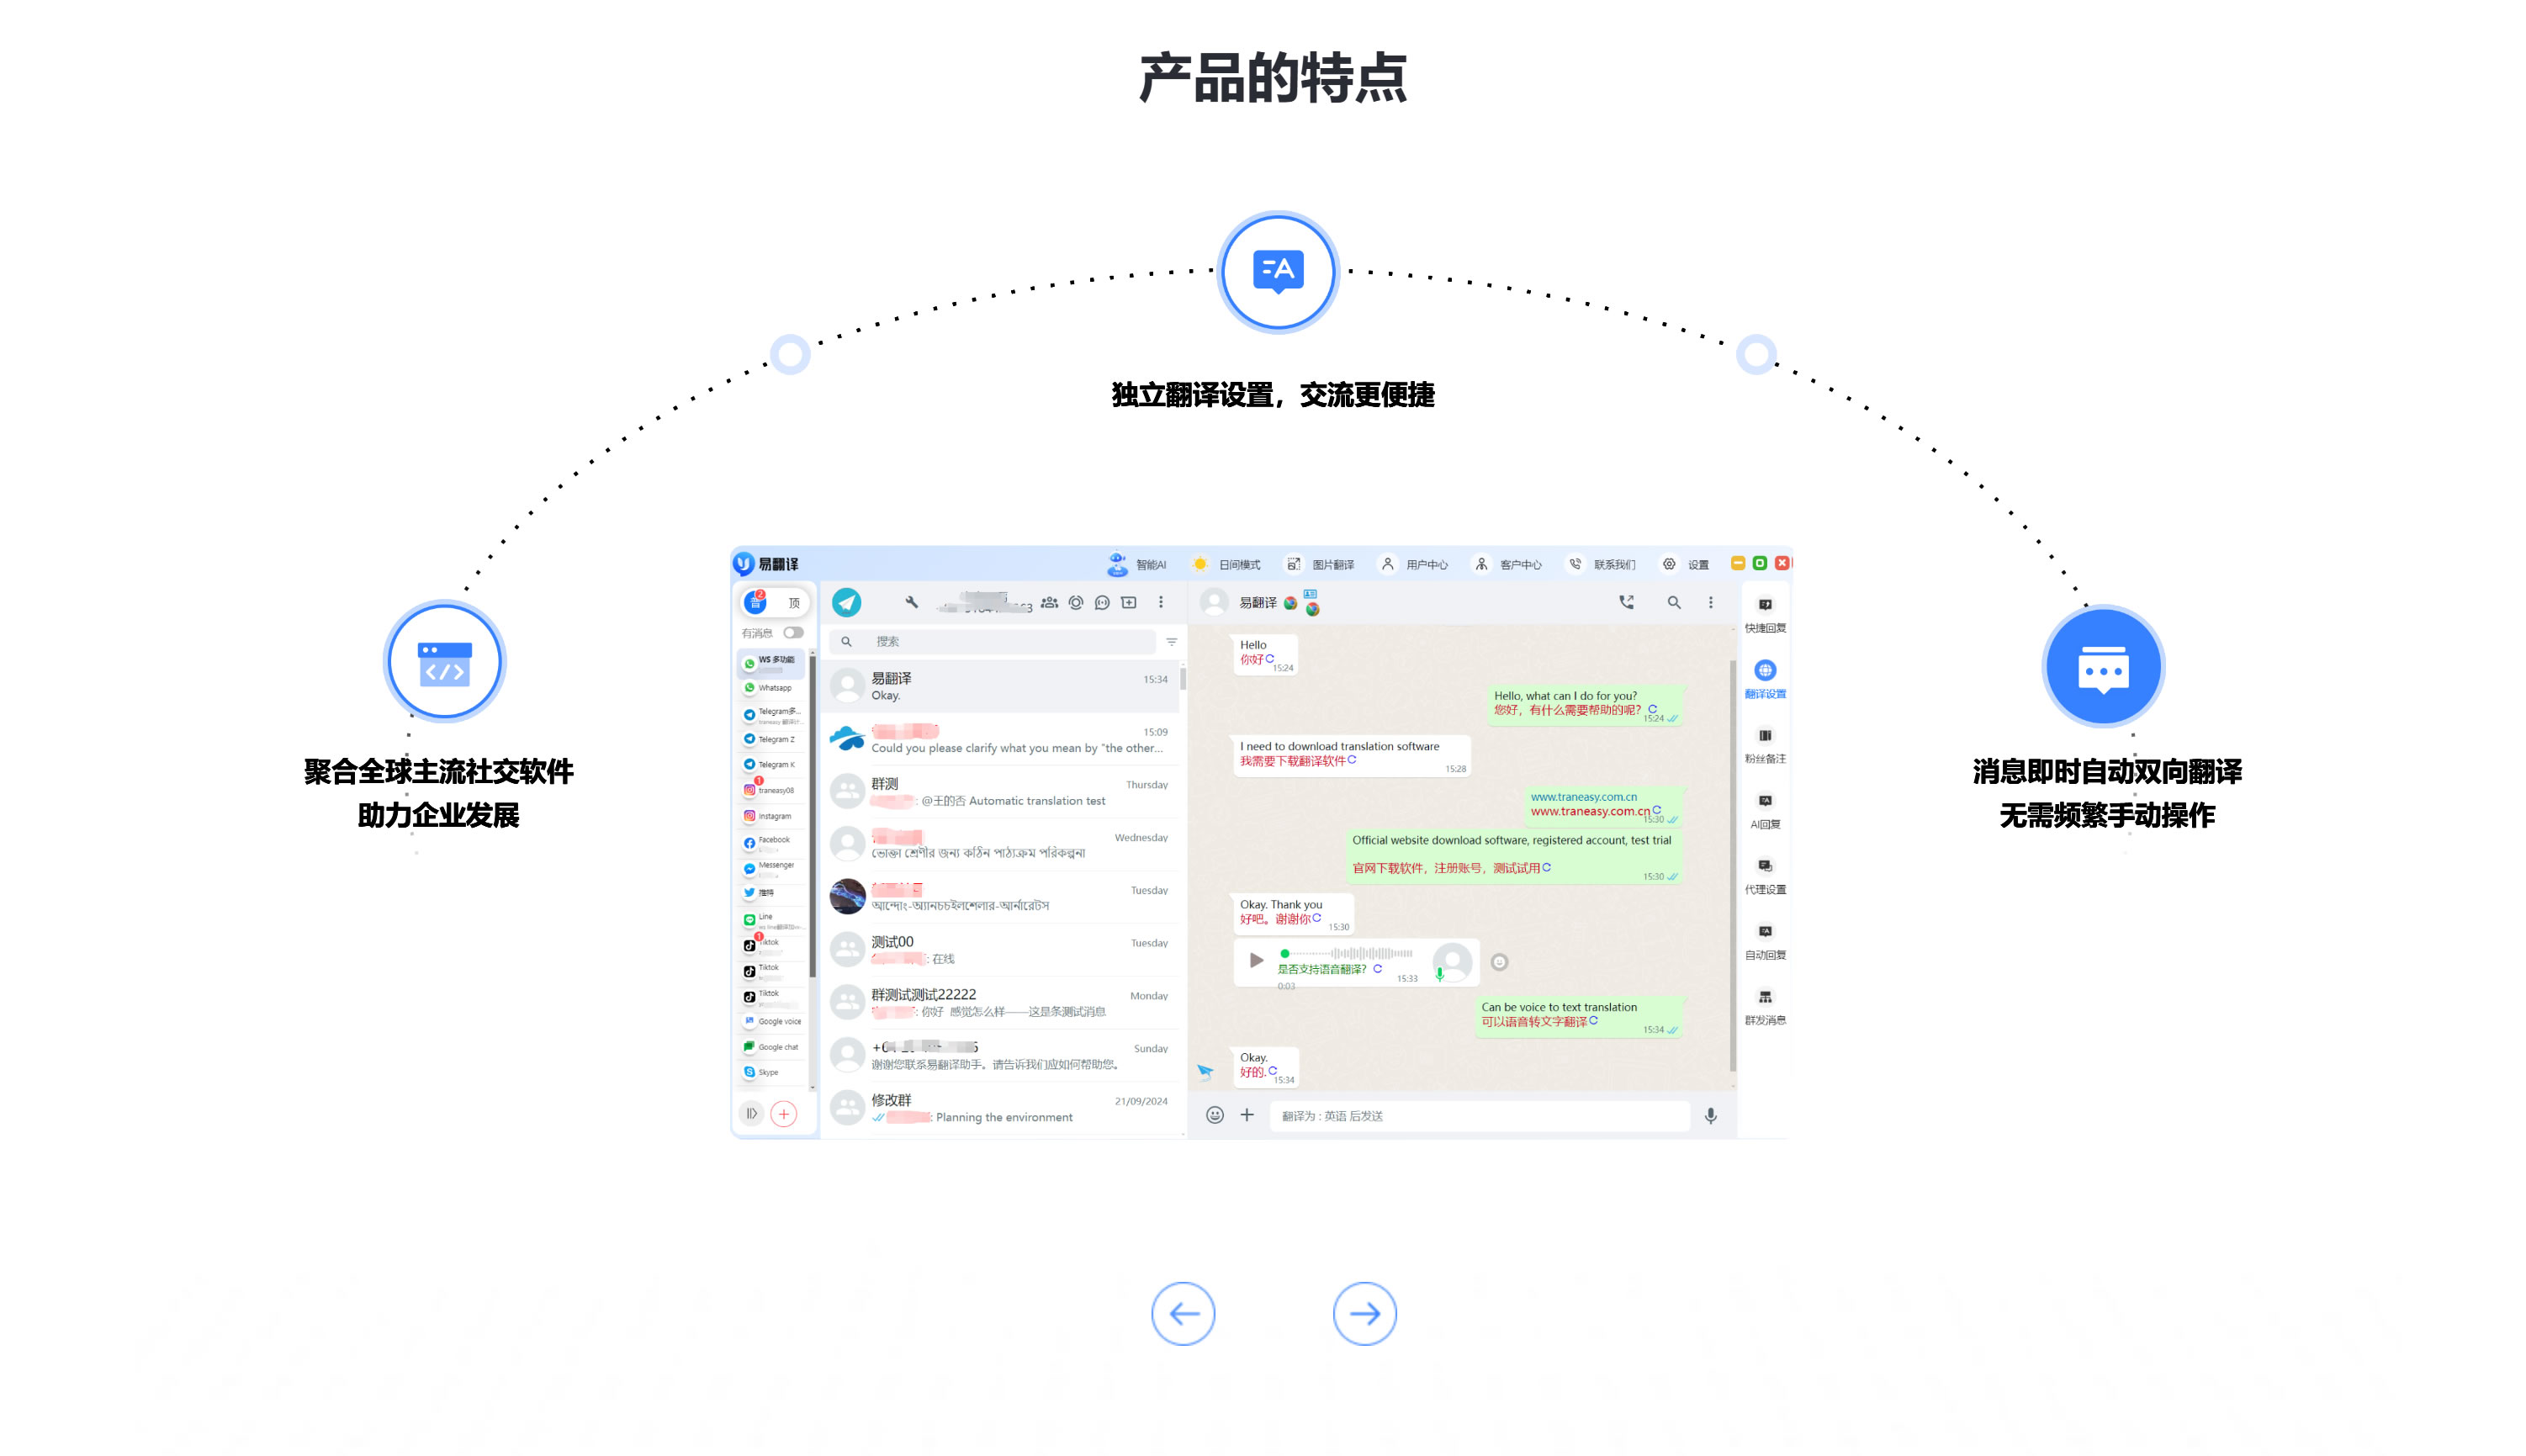 产品的特点
独立翻译设置，交流更便捷
聚合全球主流社交软件
助力企业发展
消息即时自动双向翻译
无需频繁手动操作
易翻译
智能AI
日间模式
图片翻译
用户中心
客户中心
联系我们
设置
2
顶
有消息
WS 多功能
Whatsapp
Telegram多...
Telegram Z
Telegram K
1
traneasy08
Instagram
Facebook
Messenger
推特
Line
1
Tiktok
Tiktok
Tiktok
Google voice
Google chat
Skype
搜索
易翻译
15:34
Okay.
15:09
Could you please clarify what you mean by "the other...
群测
Thursday
: @王的否 Automatic translation test
Wednesday
ভোক্তা শ্রেণীর জন্য কঠিন পাঠ্যক্রম পরিকল্পনা
Tuesday
আন্দোং-অ্যানচচইলশেলার-আর্নারেটস
测试00
Tuesday
: 在线
群测试测试22222
Monday
: 你好 感觉怎么样——这是条测试消息
Sunday
谢谢您联系易翻译助手。请告诉我们应如何帮助您。
修改群
21/09/2024
: Planning the environment
易翻译
Hello
你好
15:24
Hello, what can I do for you?
您好，有什么需要帮助的呢？
15:24
I need to download translation software
我需要下载翻译软件
15:28
www.traneasy.com.cn
www.traneasy.com.cn
15:30
Official website download software, registered account, test trial
官网下载软件，注册账号，测试试用
15:30
Okay. Thank you
好吧。谢谢你
15:30
是否支持语音翻译？
15:33
0:03
Can be voice to text translation
可以语音转文字翻译
15:34
Okay.
好的.
15:34
翻译为 : 英语 后发送
快捷回复
翻译设置
粉丝备注
AI回复
代理设置
自动回复
群发消息